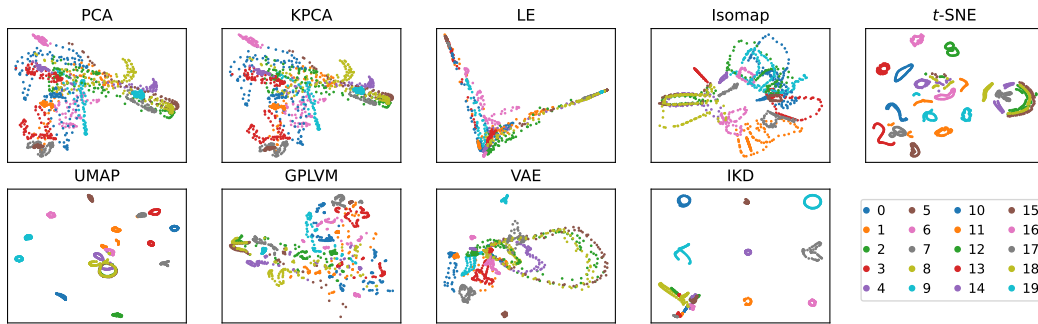 PCA KPCA LE Isomap t-SNE
UMAP GPLVM VAE IKD
0 5 10 15
1 6 11 16
2 7 12 17
3 8 13 18
4 9 14 19